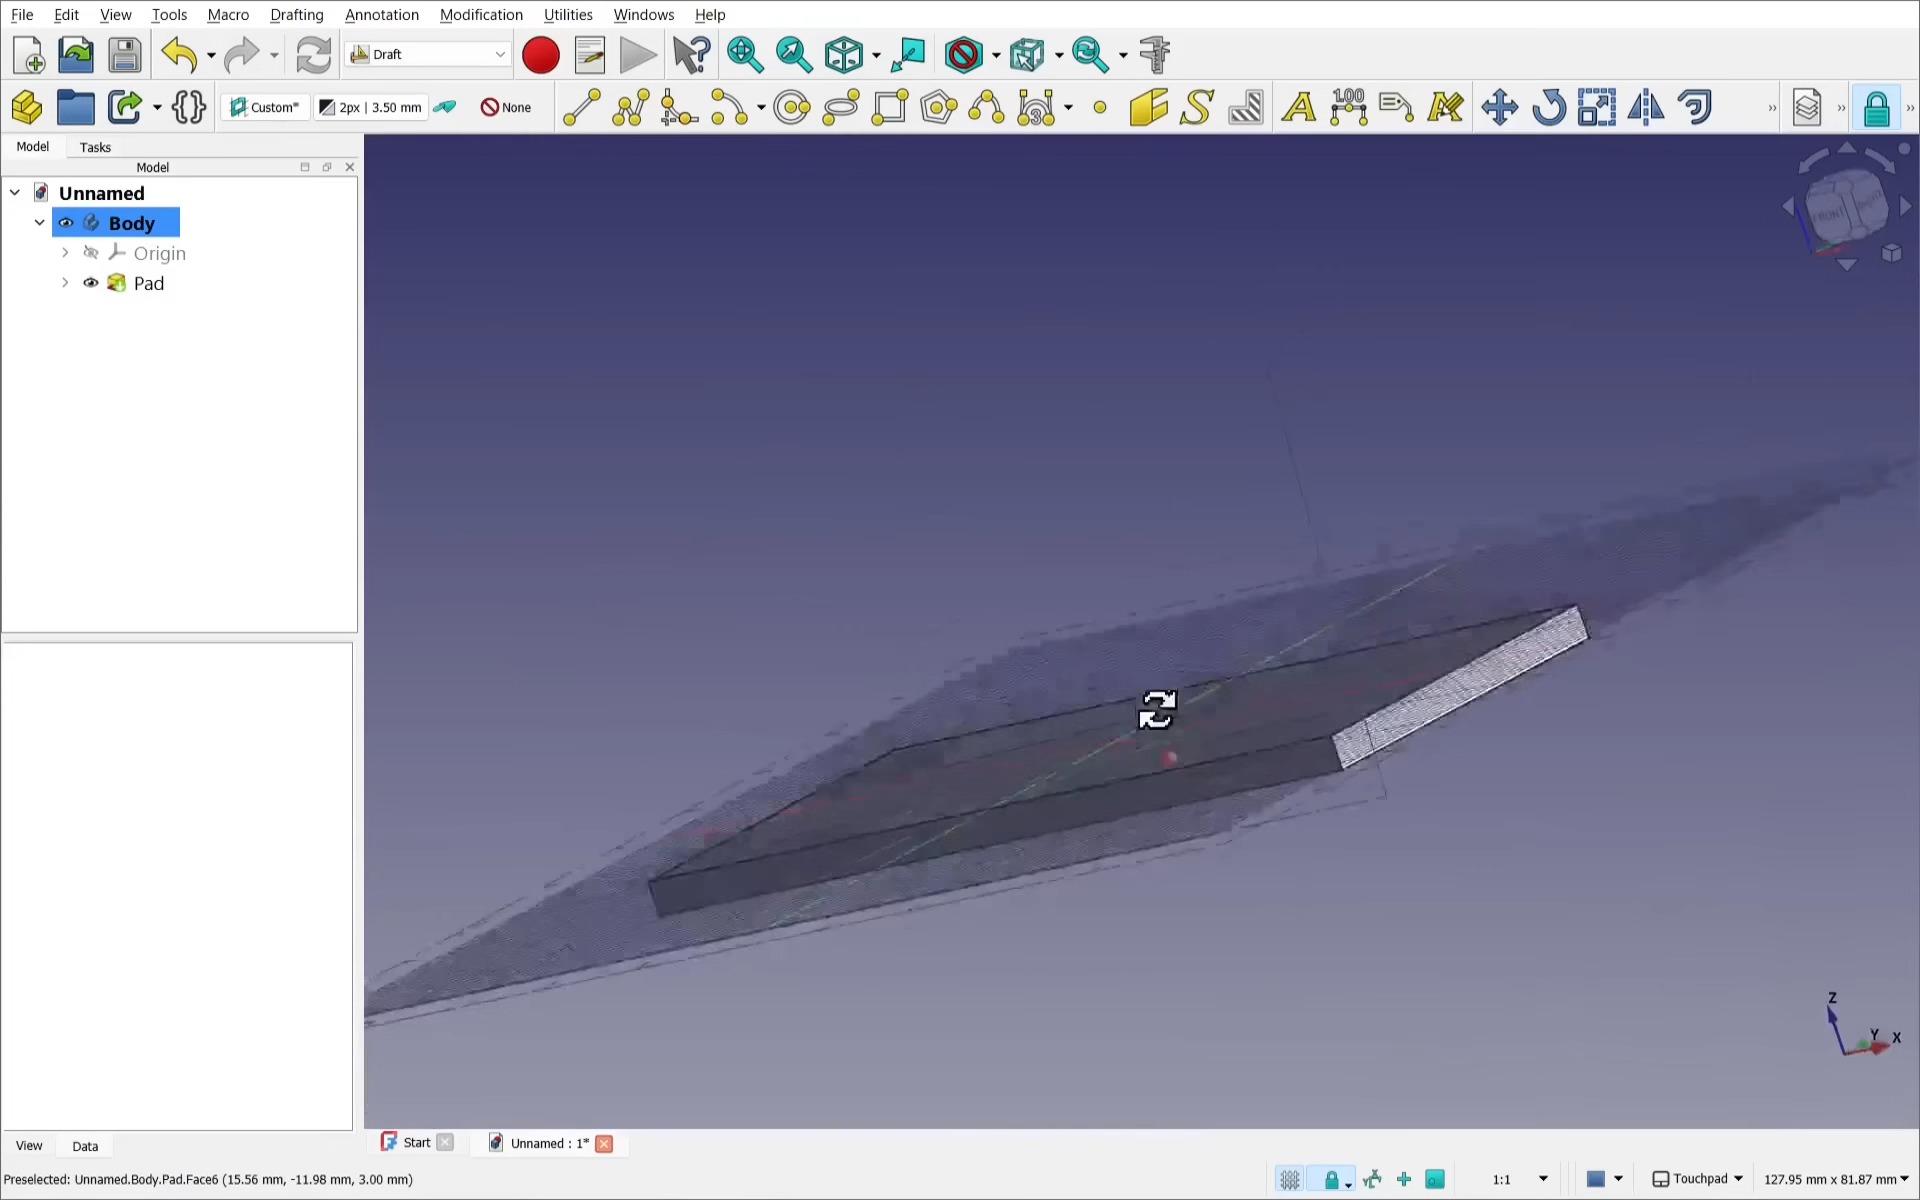 File Edit View Tools Macro Drafting Annotation Modification Utilities Windows Help
Draft
Custom* 2px | 3.50 mm None
Model Tasks
Model
Unnamed
Body
Origin
Pad
FRONT
Z
Y X
Start Unnamed : 1*
View Data
Preselected: Unnamed.Body.Pad.Face6 (15.56 mm, -11.98 mm, 3.00 mm) 1:1 Touchpad 127.95 mm x 81.87 mm